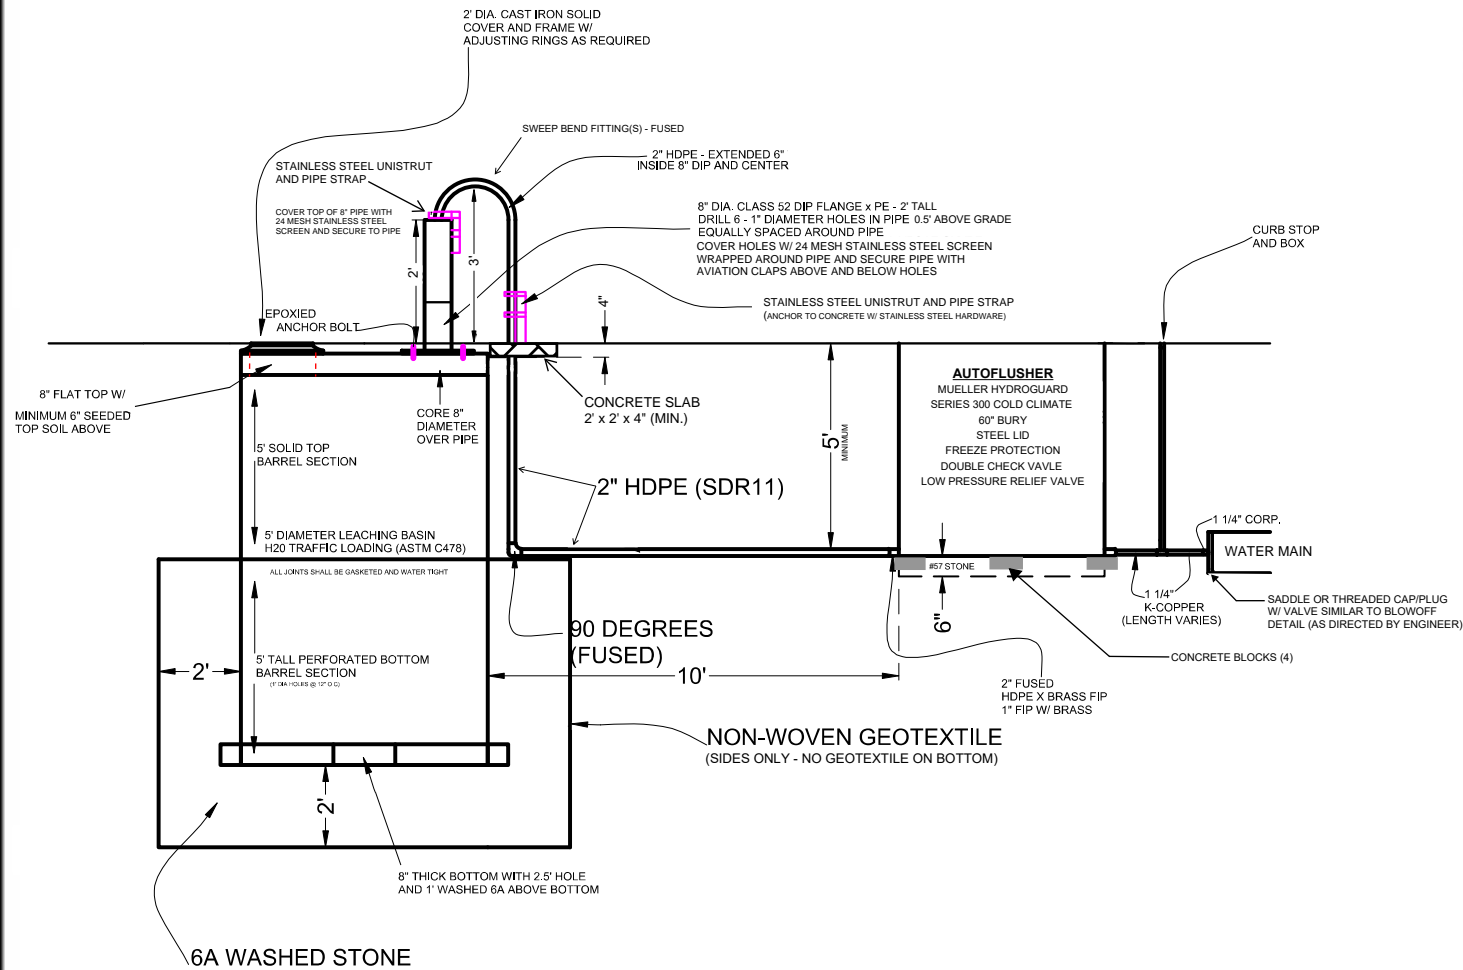 2' DIA. CAST IRON SOLID
COVER AND FRAME W/
ADJUSTING RINGS AS REQUIRED
SWEEP BEND FITTING(S) - FUSED
STAINLESS STEEL UNISTRUT
AND PIPE STRAP
2" HDPE - EXTENDED 6"
INSIDE 8" DIP AND CENTER
COVER TOP OF 8" PIPE WITH
24 MESH STAINLESS STEEL
SCREEN AND SECURE TO PIPE
8" DIA. CLASS 52 DIP FLANGE x PE - 2' TALL
DRILL 6 - 1" DIAMETER HOLES IN PIPE 0.5' ABOVE GRADE
EQUALLY SPACED AROUND PIPE
COVER HOLES W/ 24 MESH STAINLESS STEEL SCREEN
WRAPPED AROUND PIPE AND SECURE PIPE WITH
AVIATION CLAPS ABOVE AND BELOW HOLES
CURB STOP
AND BOX
2'
3'
4"
STAINLESS STEEL UNISTRUT AND PIPE STRAP
(ANCHOR TO CONCRETE W/ STAINLESS STEEL HARDWARE)
EPOXIED
ANCHOR BOLT
8" FLAT TOP W/
MINIMUM 6" SEEDED
TOP SOIL ABOVE
CORE 8"
DIAMETER
OVER PIPE
CONCRETE SLAB
2' x 2' x 4" (MIN.)
5'
MINIMUM
AUTOFLUSHER
MUELLER HYDROGUARD
SERIES 300 COLD CLIMATE
60" BURY
STEEL LID
FREEZE PROTECTION
DOUBLE CHECK VAVLE
LOW PRESSURE RELIEF VALVE
5' SOLID TOP
BARREL SECTION
2" HDPE (SDR11)
5' DIAMETER LEACHING BASIN
H20 TRAFFIC LOADING (ASTM C478)
ALL JOINTS SHALL BE GASKETED AND WATER TIGHT
1 1/4" CORP.
WATER MAIN
#57 STONE
6"
1 1/4"
K-COPPER
(LENGTH VARIES)
SADDLE OR THREADED CAP/PLUG
W/ VALVE SIMILAR TO BLOWOFF
DETAIL (AS DIRECTED BY ENGINEER)
90 DEGREES
(FUSED)
CONCRETE BLOCKS (4)
2'
5' TALL PERFORATED BOTTOM
BARREL SECTION
(1" DIA HOLES @ 12" O.C)
10'
2" FUSED
HDPE X BRASS FIP
1" FIP W/ BRASS
NON-WOVEN GEOTEXTILE
(SIDES ONLY - NO GEOTEXTILE ON BOTTOM)
2'
8" THICK BOTTOM WITH 2.5' HOLE
AND 1' WASHED 6A ABOVE BOTTOM
6A WASHED STONE